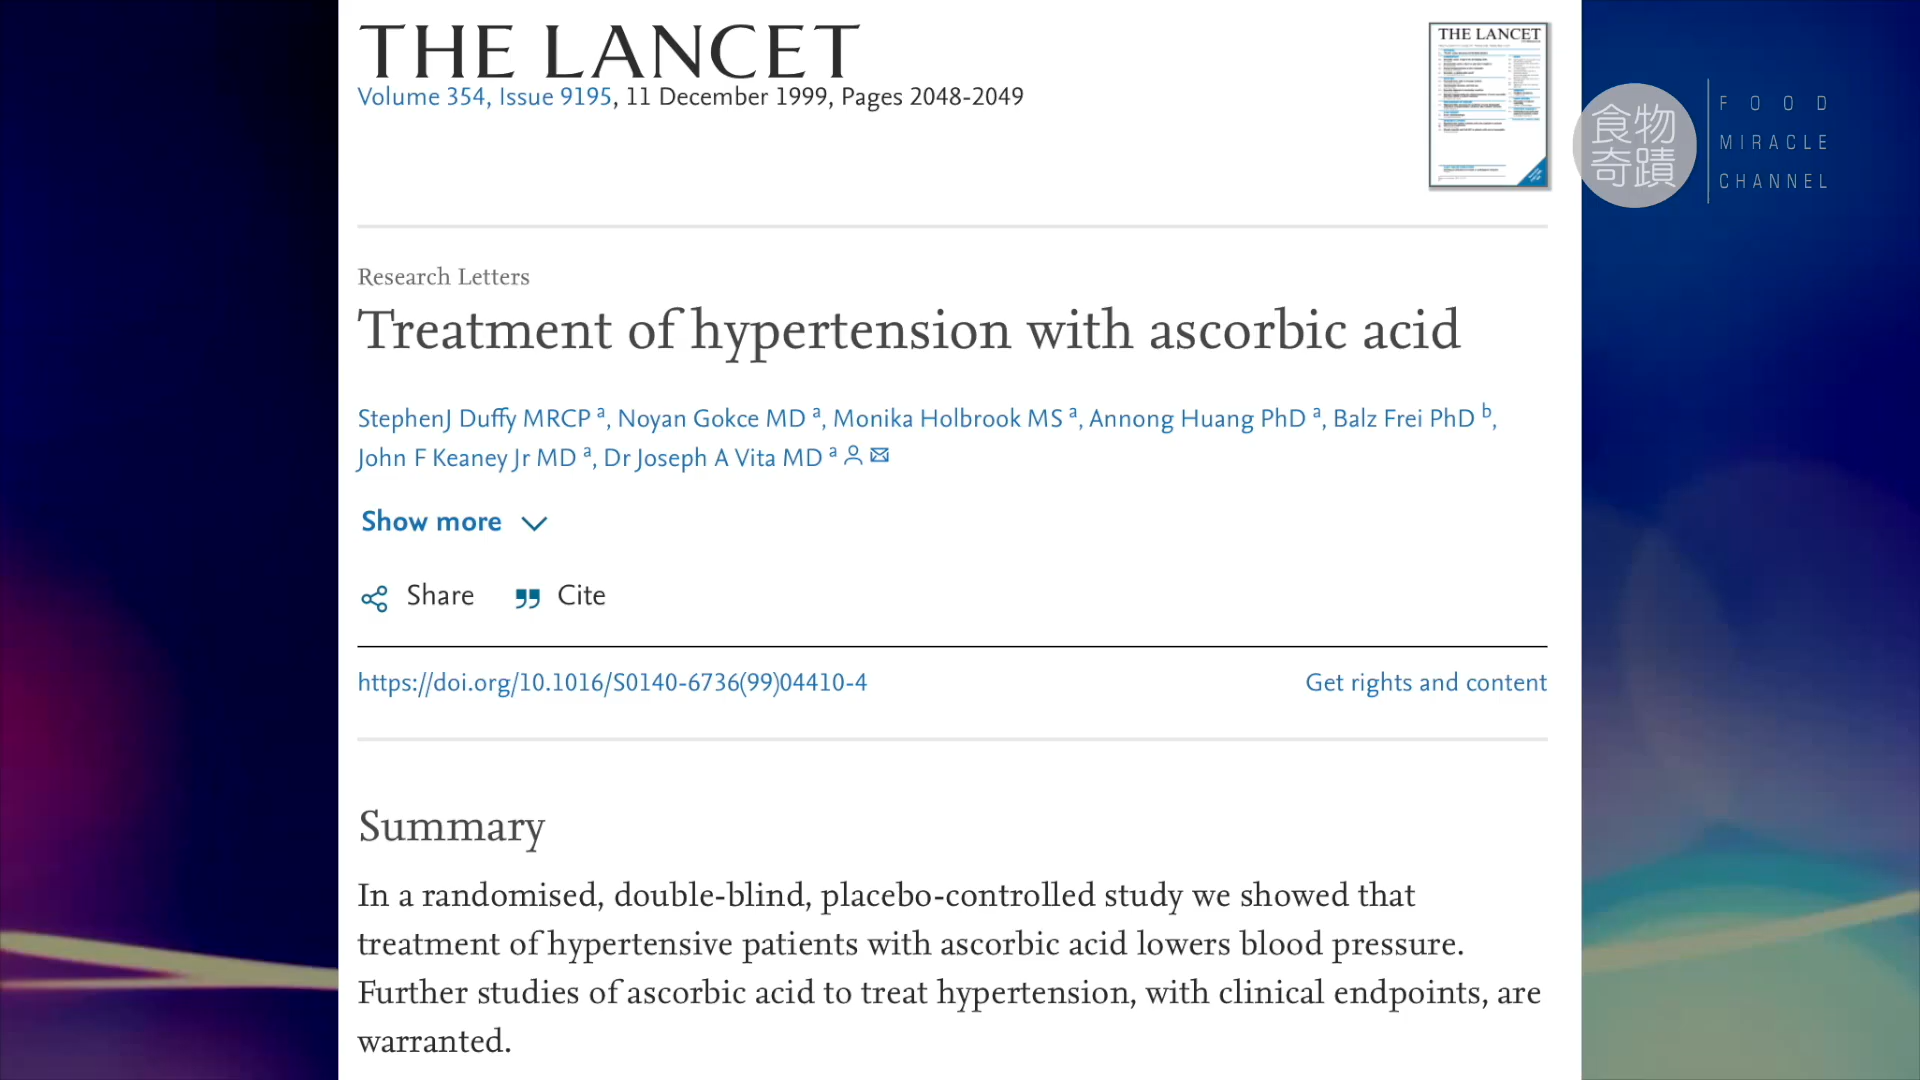 THE LANCET
Volume 354, Issue 9195, 11 December 1999, Pages 2048-2049
THE LANCET
食物
奇蹟
FOOD
MIRACLE
CHANNEL
Research Letters
Treatment of hypertension with ascorbic acid
StephenJ Duffy MRCP a, Noyan Gokce MD a, Monika Holbrook MS a, Annong Huang PhD a, Balz Frei PhD b,
John F Keaney Jr MD a, Dr Joseph A Vita MD a
Show more
Share Cite
https://doi.org/10.1016/S0140-6736(99)04410-4 Get rights and content
Summary
In a randomised, double-blind, placebo-controlled study we showed that
treatment of hypertensive patients with ascorbic acid lowers blood pressure.
Further studies of ascorbic acid to treat hypertension, with clinical endpoints, are
warranted.